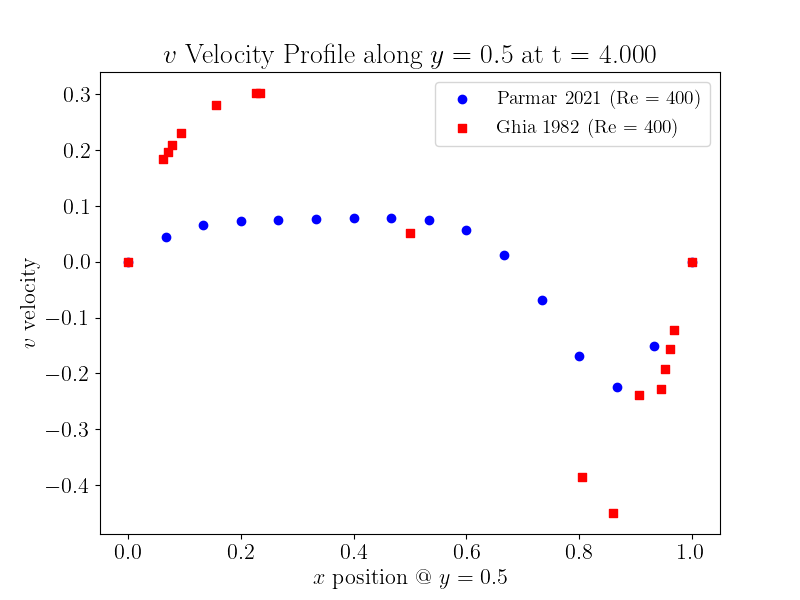 v Velocity Profile along y = 0.5 at t = 4.000
Parmar 2021 (Re = 400)
Ghia 1982 (Re = 400)
0.3
0.2
0.1
0.0
−0.1
−0.2
−0.3
−0.4
v velocity
0.0 0.2 0.4 0.6 0.8 1.0
x position @ y = 0.5